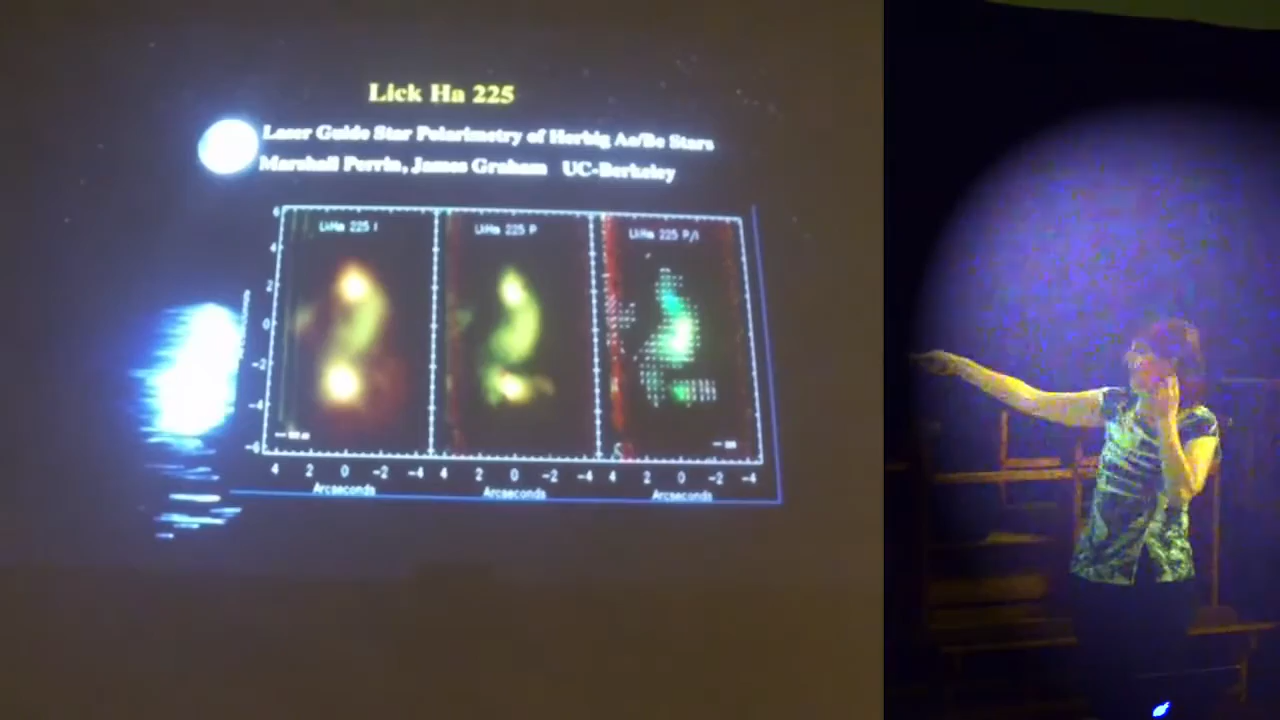 Lick Ha 225
Laser Guide Star Polarimetry of Herbig Ae/Be Stars
Marshall Perrin, James Graham UC-Berkeley
LkHa 225 I
LkHa 225 P
LkHa 225 P/I
6
4
2
0
-2
-4
-6
4 2 0 -2 -4 4 2 0 -2 -4 4 2 0 -2 -4
Arcseconds Arcseconds Arcseconds